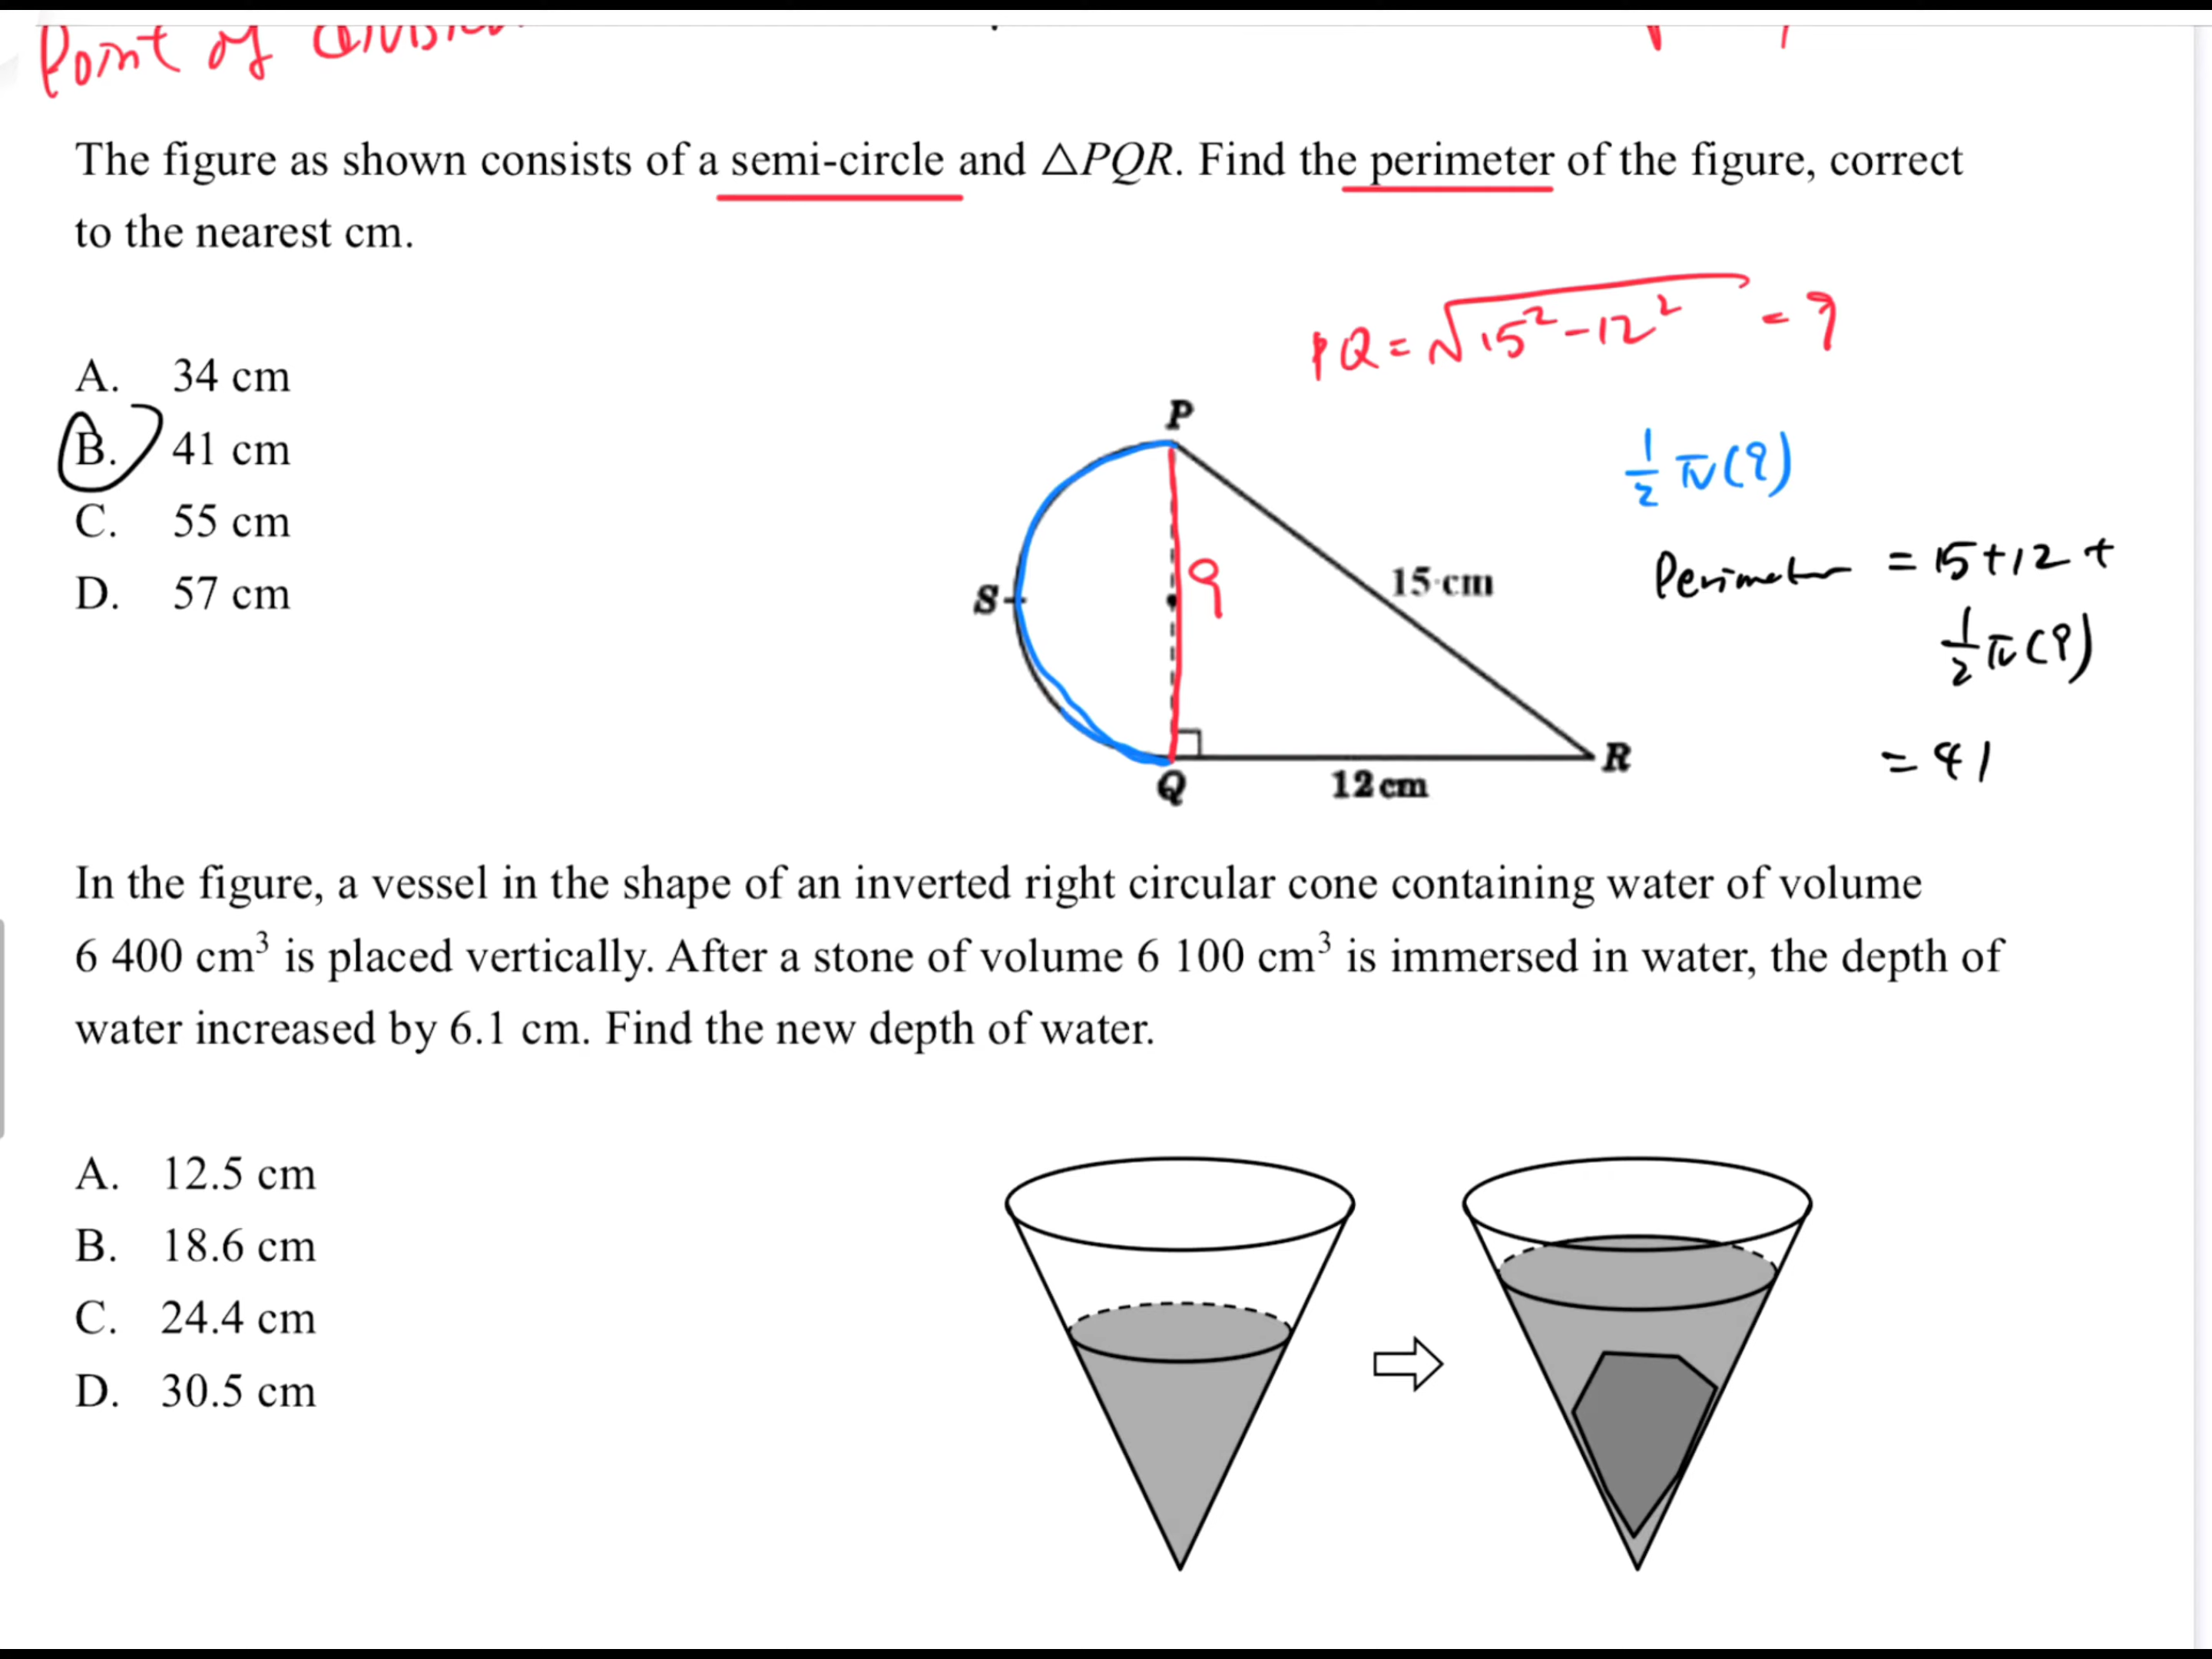 Point of division
The figure as shown consists of a semi-circle and △PQR. Find the perimeter of the figure, correct
to the nearest cm.
PQ = √15² - 12² = 9
A. 34 cm
B. 41 cm
C. 55 cm
D. 57 cm
P
½ π(9)
S
9
15 cm
Perimeter = 15 + 12 +
½ π(9)
= 41
R
Q
12 cm
In the figure, a vessel in the shape of an inverted right circular cone containing water of volume
6 400 cm³ is placed vertically. After a stone of volume 6 100 cm³ is immersed in water, the depth of
water increased by 6.1 cm. Find the new depth of water.
A. 12.5 cm
B. 18.6 cm
C. 24.4 cm
D. 30.5 cm